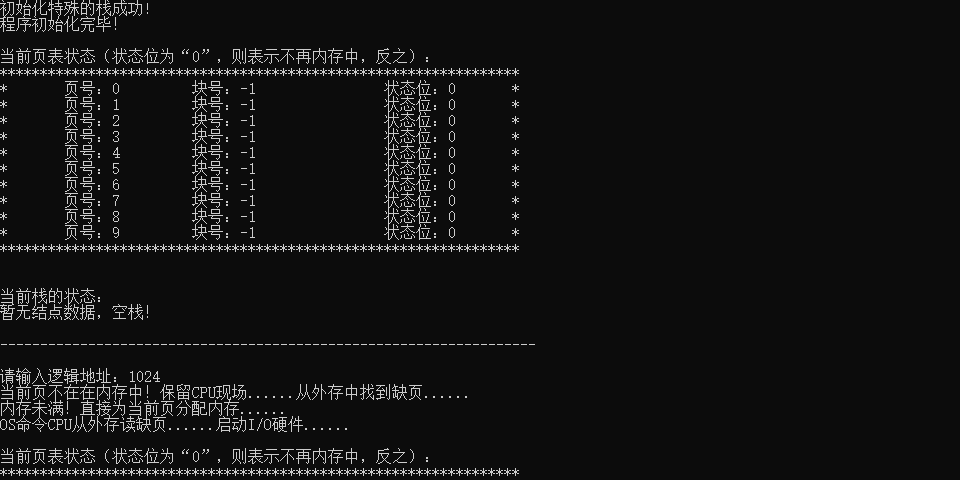 初始化特殊的栈成功!
程序初始化完毕!
当前页表状态（状态位为“0”，则表示不再内存中，反之）:
*****************************************************************
* 页号: 0 块号: -1 状态位: 0 *
* 页号: 1 块号: -1 状态位: 0 *
* 页号: 2 块号: -1 状态位: 0 *
* 页号: 3 块号: -1 状态位: 0 *
* 页号: 4 块号: -1 状态位: 0 *
* 页号: 5 块号: -1 状态位: 0 *
* 页号: 6 块号: -1 状态位: 0 *
* 页号: 7 块号: -1 状态位: 0 *
* 页号: 8 块号: -1 状态位: 0 *
* 页号: 9 块号: -1 状态位: 0 *
*****************************************************************
当前栈的状态:
暂无结点数据，空栈!
-------------------------------------------------------------------
请输入逻辑地址: 1024
当前页不在在内存中! 保留CPU现场......从外存中找到缺页......
内存未满! 直接为当前页分配内存......
OS命令CPU从外存读缺页......启动I/O硬件......
当前页表状态（状态位为“0”，则表示不再内存中，反之）:
*****************************************************************